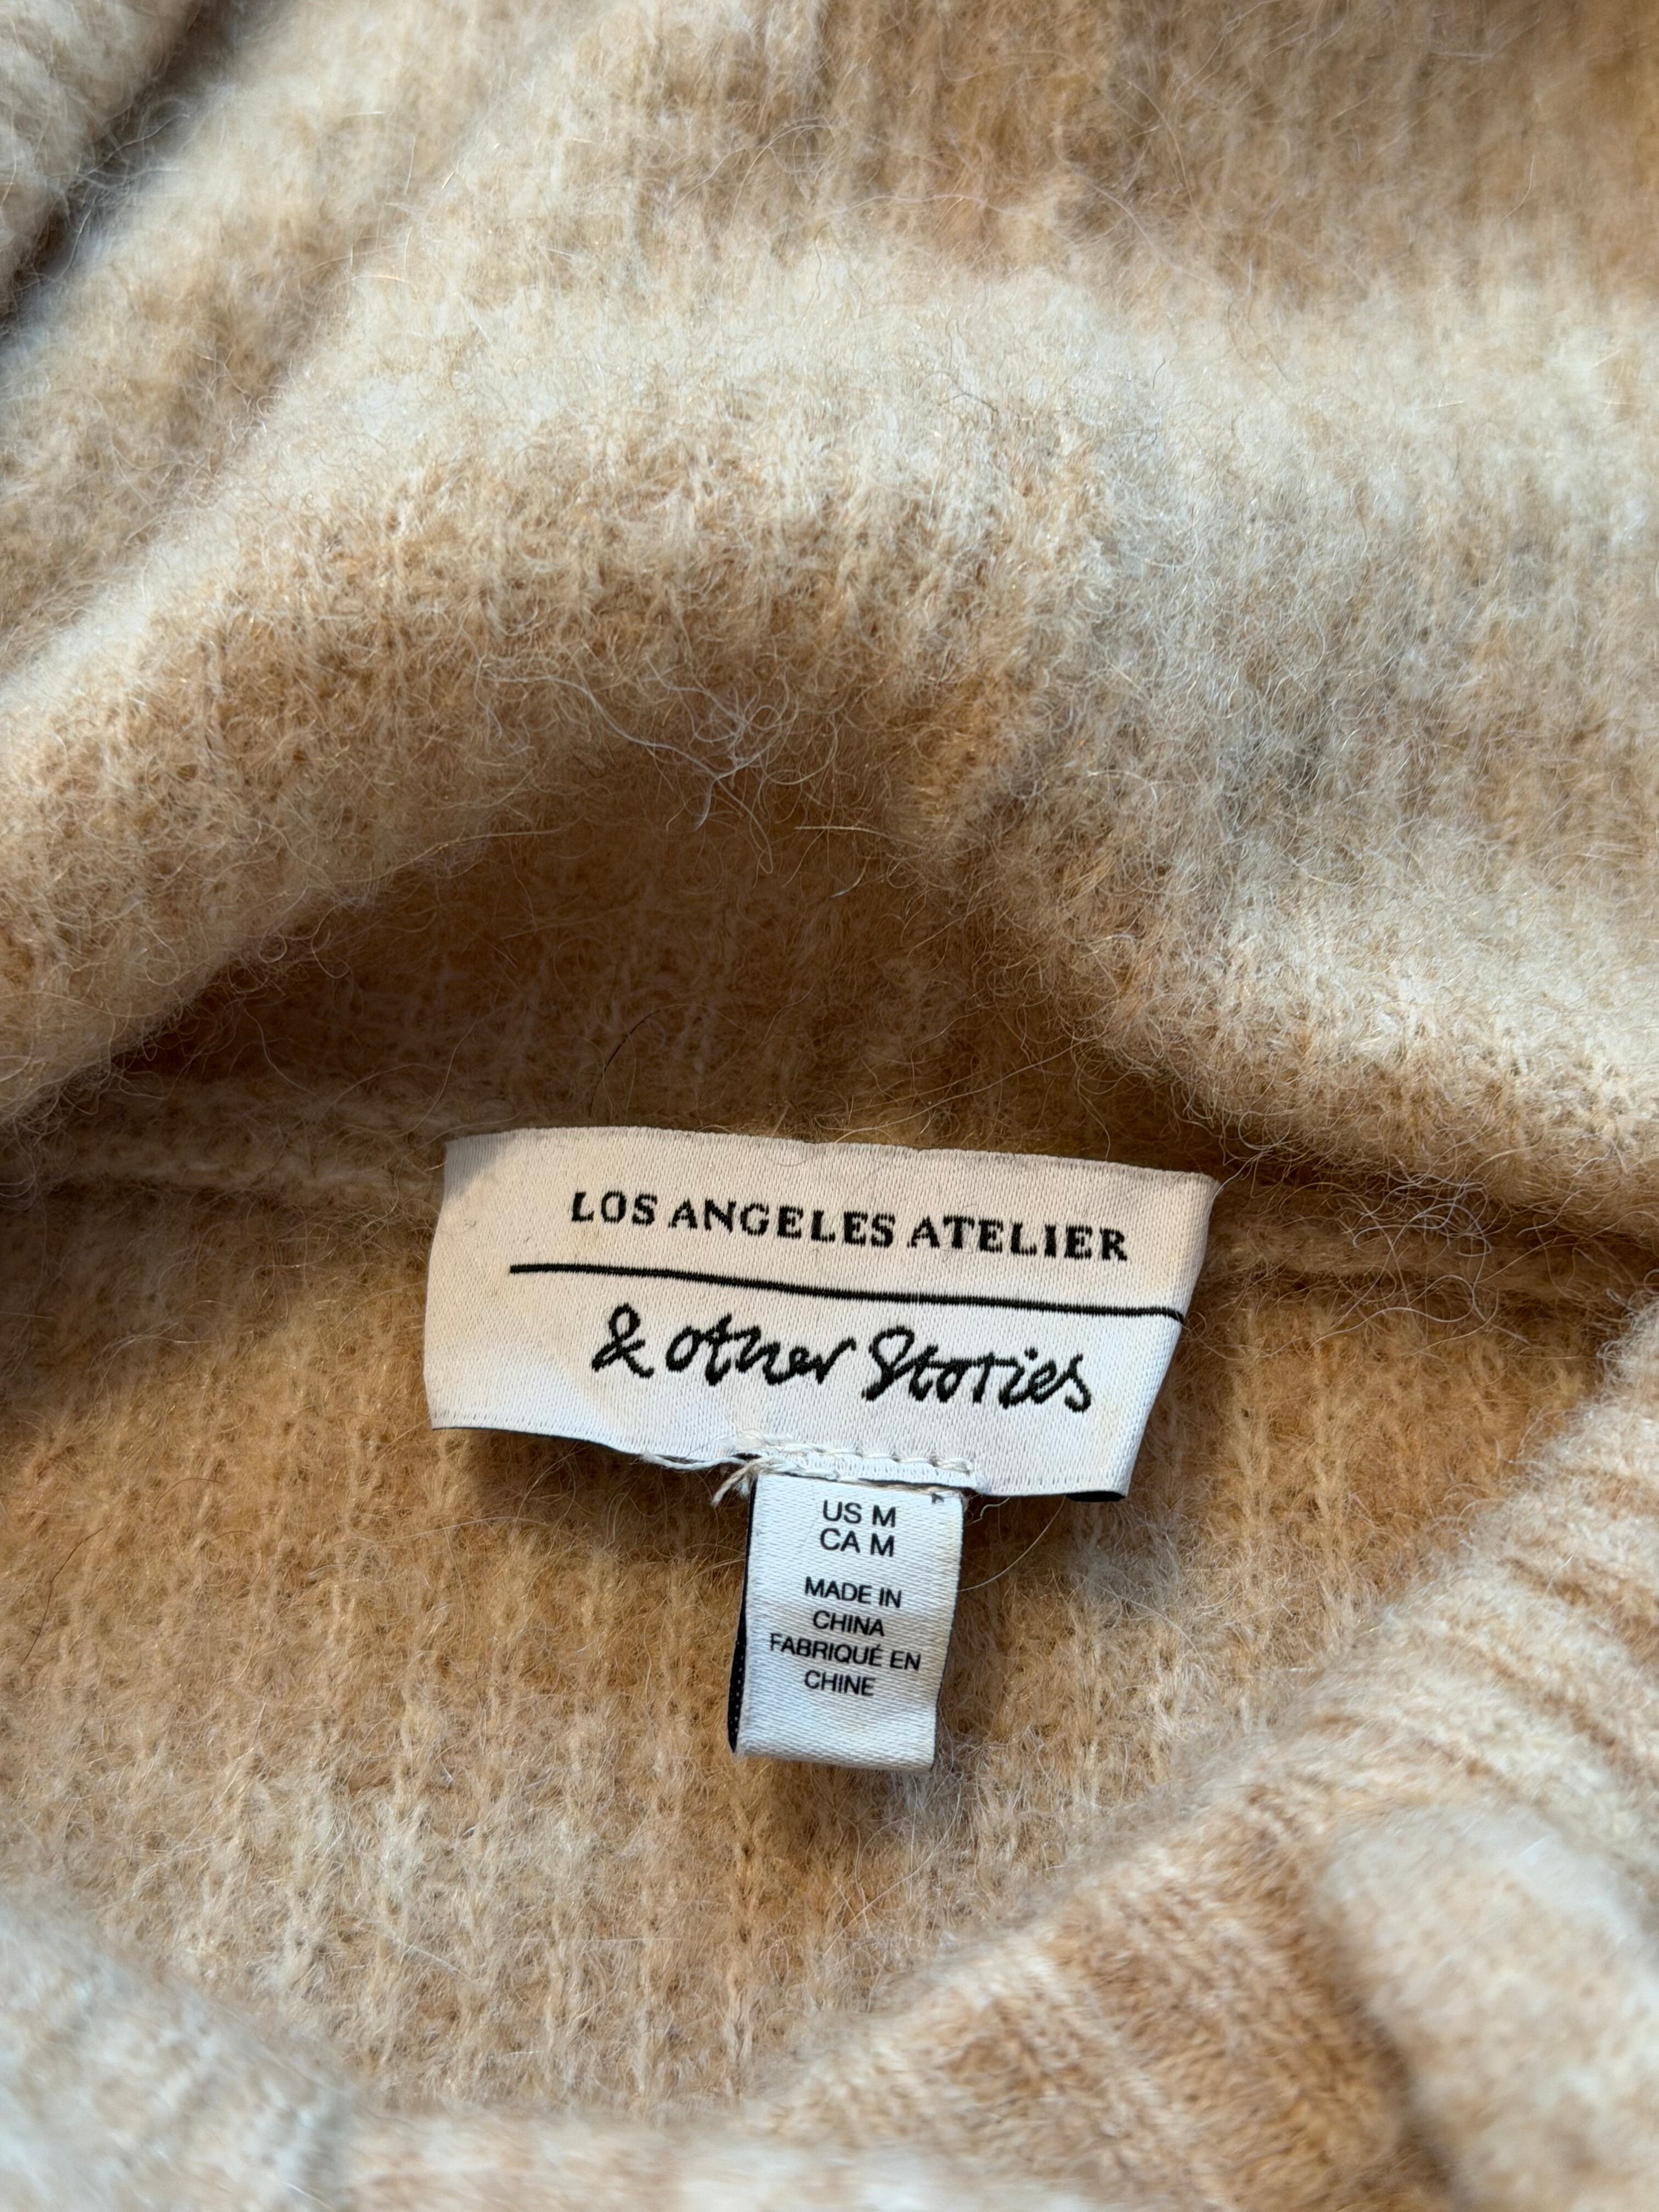 LOS ANGELES ATELIER
& other Stories
US M
CA M
MADE IN
CHINA
FABRIQUÉ EN
CHINE